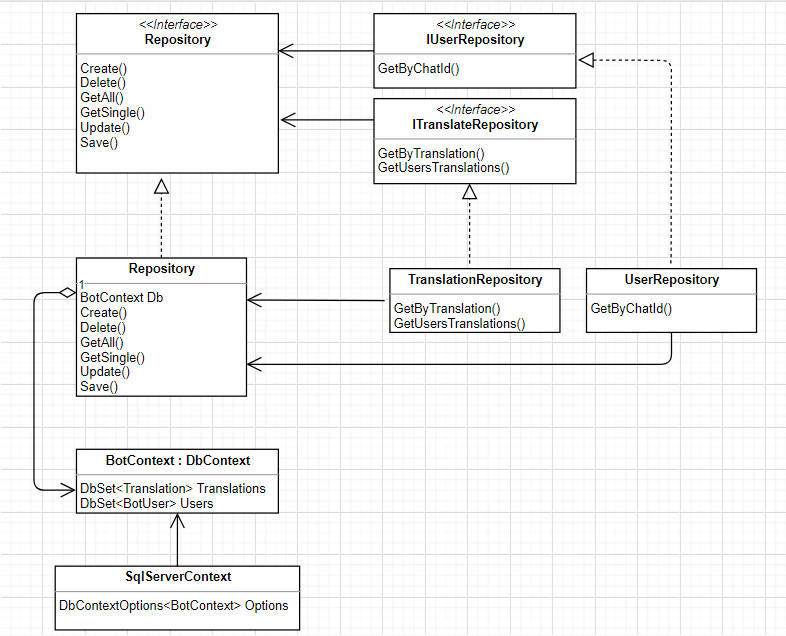 <<Interface>>
Repository
Create()
Delete()
GetAll()
GetSingle()
Update()
Save()
<<Interface>>
IUserRepository
GetByChatId()
<<Interface>>
ITranslateRepository
GetByTranslation()
GetUsersTranslations()
Repository
1
BotContext Db
Create()
Delete()
GetAll()
GetSingle()
Update()
Save()
TranslationRepository
GetByTranslation()
GetUsersTranslations()
UserRepository
GetByChatId()
BotContext : DbContext
DbSet<Translation> Translations
DbSet<BotUser> Users
SqlServerContext
DbContextOptions<BotContext> Options